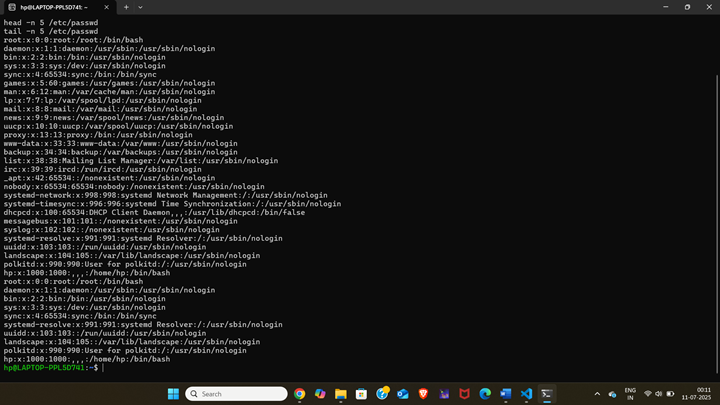 hp@LAPTOP-PPL5D741: ~
head -n 5 /etc/passwd
tail -n 5 /etc/passwd
root:x:0:0:root:/root:/bin/bash
daemon:x:1:1:daemon:/usr/sbin:/usr/sbin/nologin
bin:x:2:2:bin:/bin:/usr/sbin/nologin
sys:x:3:3:sys:/dev:/usr/sbin/nologin
sync:x:4:65534:sync:/bin:/bin/sync
games:x:5:60:games:/usr/games:/usr/sbin/nologin
man:x:6:12:man:/var/cache/man:/usr/sbin/nologin
lp:x:7:7:lp:/var/spool/lpd:/usr/sbin/nologin
mail:x:8:8:mail:/var/mail:/usr/sbin/nologin
news:x:9:9:news:/var/spool/news:/usr/sbin/nologin
uucp:x:10:10:uucp:/var/spool/uucp:/usr/sbin/nologin
proxy:x:13:13:proxy:/bin:/usr/sbin/nologin
www-data:x:33:33:www-data:/var/www:/usr/sbin/nologin
backup:x:34:34:backup:/var/backups:/usr/sbin/nologin
list:x:38:38:Mailing List Manager:/var/list:/usr/sbin/nologin
irc:x:39:39:ircd:/run/ircd:/usr/sbin/nologin
_apt:x:42:65534::/nonexistent:/usr/sbin/nologin
nobody:x:65534:65534:nobody:/nonexistent:/usr/sbin/nologin
systemd-network:x:998:998:systemd Network Management:/:/usr/sbin/nologin
systemd-timesync:x:996:996:systemd Time Synchronization:/:/usr/sbin/nologin
dhcpcd:x:100:65534:DHCP Client Daemon,,,:/usr/lib/dhcpcd:/bin/false
messagebus:x:101:101::/nonexistent:/usr/sbin/nologin
syslog:x:102:102::/nonexistent:/usr/sbin/nologin
systemd-resolve:x:991:991:systemd Resolver:/:/usr/sbin/nologin
uuidd:x:103:103::/run/uuidd:/usr/sbin/nologin
landscape:x:104:105::/var/lib/landscape:/usr/sbin/nologin
polkitd:x:990:990:User for polkitd:/:/usr/sbin/nologin
hp:x:1000:1000:,,,:/home/hp:/bin/bash
root:x:0:0:root:/root:/bin/bash
daemon:x:1:1:daemon:/usr/sbin:/usr/sbin/nologin
bin:x:2:2:bin:/bin:/usr/sbin/nologin
sys:x:3:3:sys:/dev:/usr/sbin/nologin
sync:x:4:65534:sync:/bin:/bin/sync
systemd-resolve:x:991:991:systemd Resolver:/:/usr/sbin/nologin
uuidd:x:103:103::/run/uuidd:/usr/sbin/nologin
landscape:x:104:105::/var/lib/landscape:/usr/sbin/nologin
polkitd:x:990:990:User for polkitd:/:/usr/sbin/nologin
hp:x:1000:1000:,,,:/home/hp:/bin/bash
hp@LAPTOP-PPL5D741:~$
Search
ENG
IN
00:11
11-07-2025